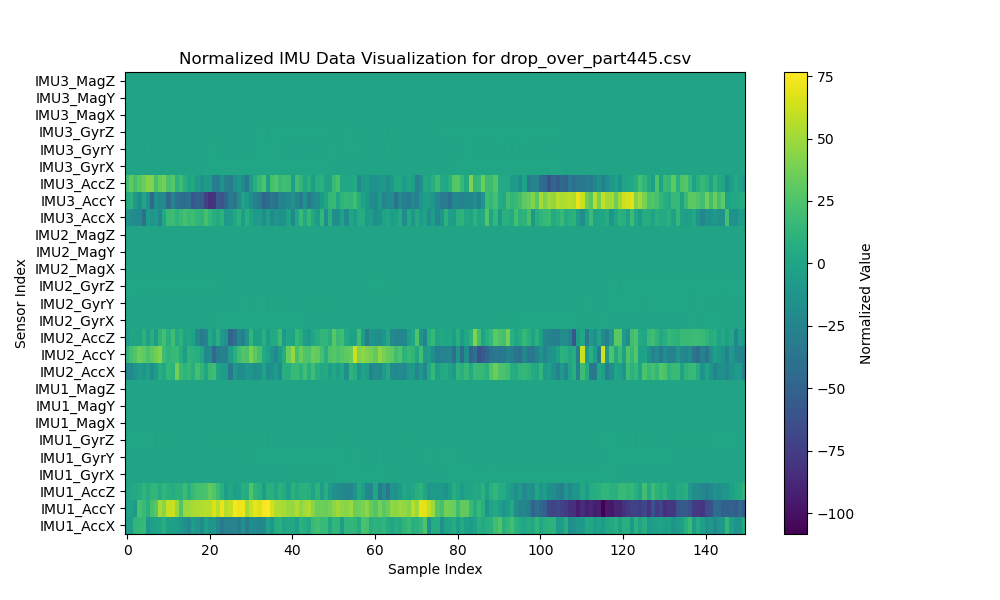 Normalized IMU Data Visualization for drop_over_part445.csv
IMU3_MagZ
IMU3_MagY
IMU3_MagX
IMU3_GyrZ
IMU3_GyrY
IMU3_GyrX
IMU3_AccZ
IMU3_AccY
IMU3_AccX
IMU2_MagZ
IMU2_MagY
IMU2_MagX
IMU2_GyrZ
IMU2_GyrY
IMU2_GyrX
IMU2_AccZ
IMU2_AccY
IMU2_AccX
IMU1_MagZ
IMU1_MagY
IMU1_MagX
IMU1_GyrZ
IMU1_GyrY
IMU1_GyrX
IMU1_AccZ
IMU1_AccY
IMU1_AccX
Sensor Index
0 20 40 60 80 100 120 140
Sample Index
75
50
25
0
−25
−50
−75
−100
Normalized Value